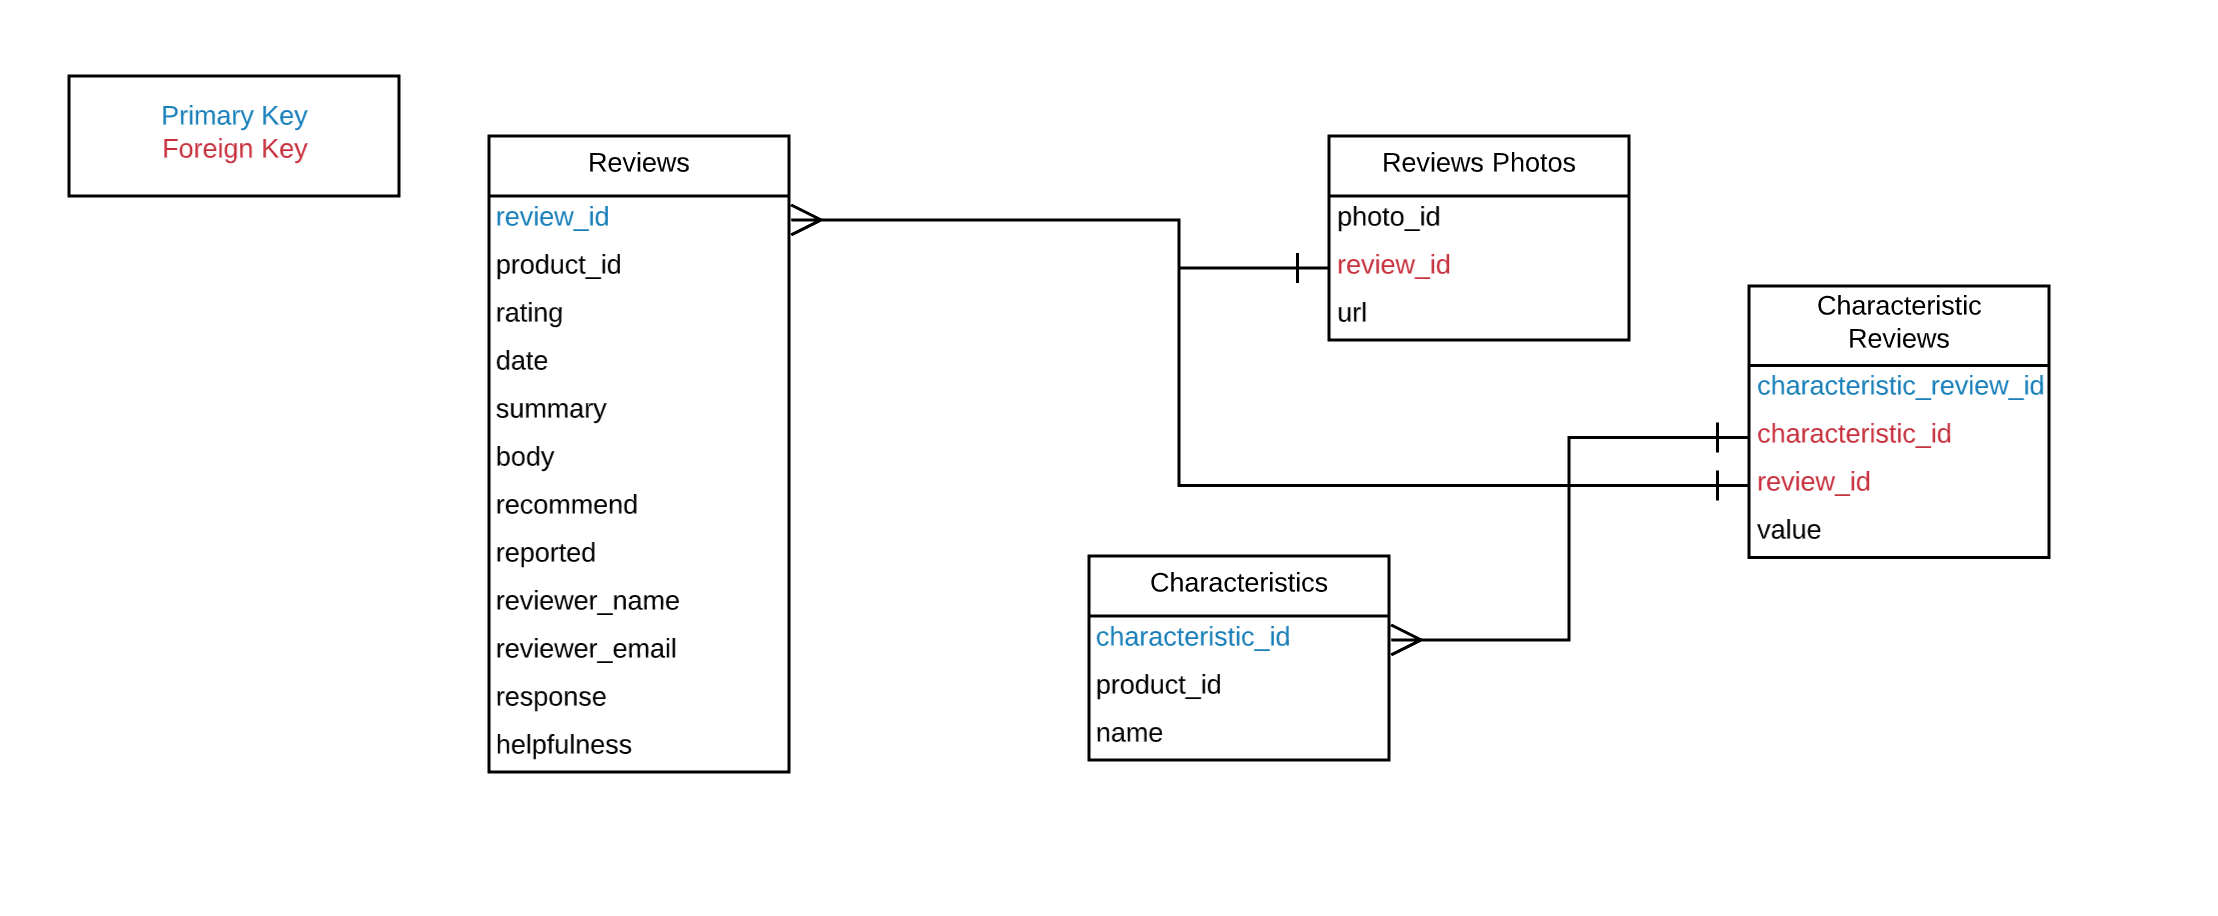 Primary Key
Foreign Key
Reviews
review_id
product_id
rating
date
summary
body
recommend
reported
reviewer_name
reviewer_email
response
helpfulness
Reviews Photos
photo_id
review_id
url
Characteristics
characteristic_id
product_id
name
Characteristic
Reviews
characteristic_review_id
characteristic_id
review_id
value